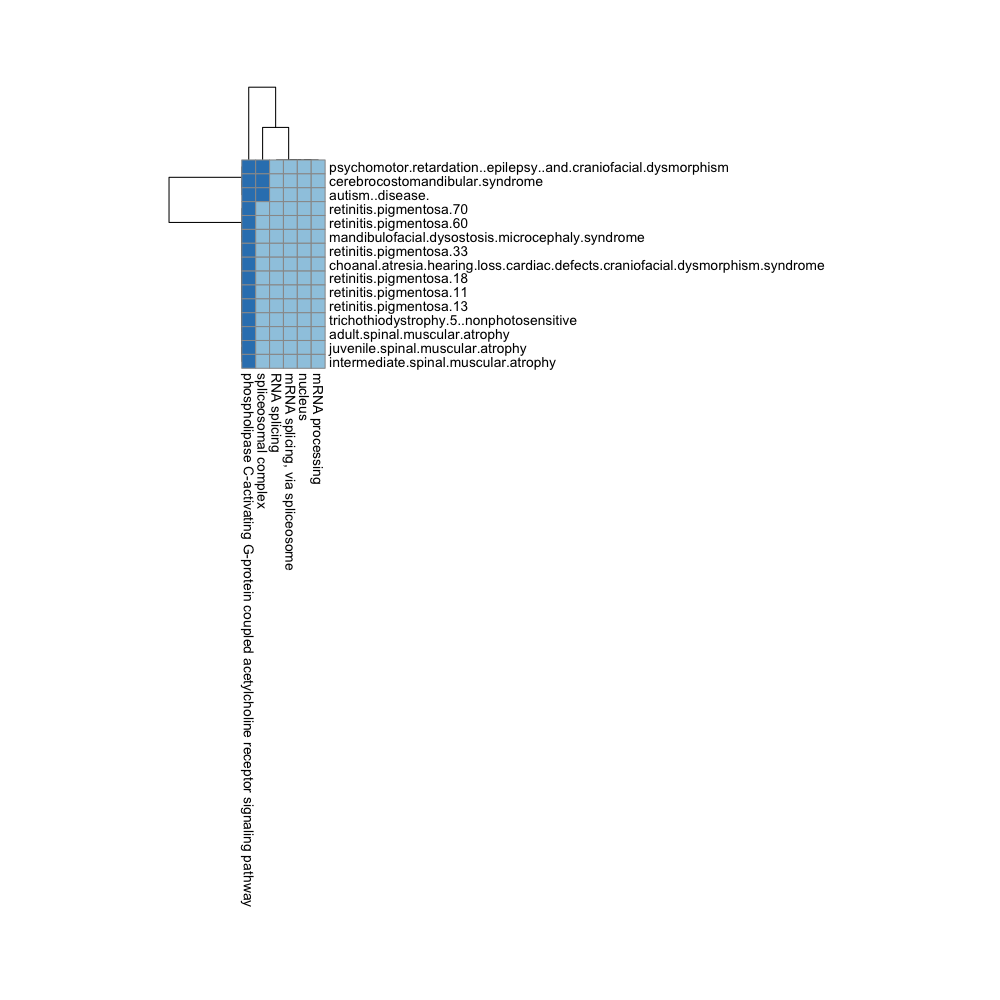 psychomotor.retardation..epilepsy..and.craniofacial.dysmorphism
cerebrocostomandibular.syndrome
autism..disease.
retinitis.pigmentosa.70
retinitis.pigmentosa.60
mandibulofacial.dysostosis.microcephaly.syndrome
retinitis.pigmentosa.33
choanal.atresia.hearing.loss.cardiac.defects.craniofacial.dysmorphism.syndrome
retinitis.pigmentosa.18
retinitis.pigmentosa.11
retinitis.pigmentosa.13
trichothiodystrophy.5..nonphotosensitive
adult.spinal.muscular.atrophy
juvenile.spinal.muscular.atrophy
intermediate.spinal.muscular.atrophy
phospholipase C-activating G-protein coupled acetylcholine receptor signaling pathway
spliceosomal complex
RNA splicing
mRNA splicing, via spliceosome
nucleus
mRNA processing